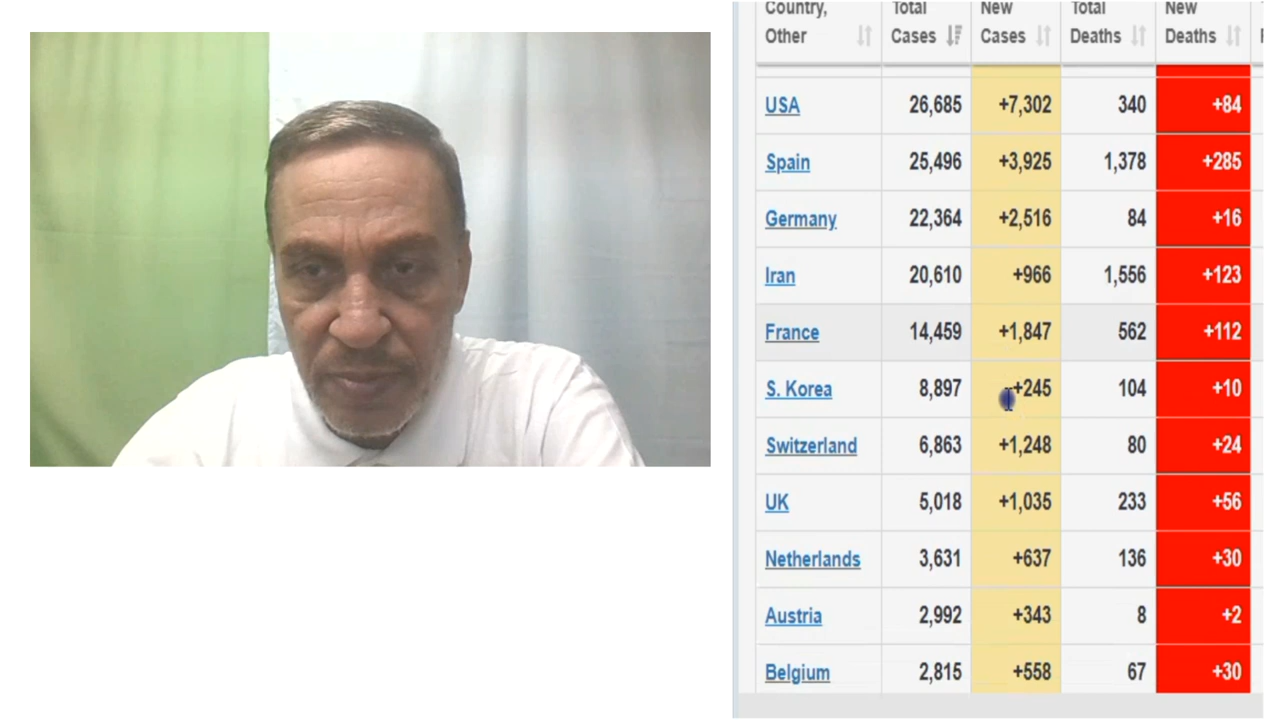 Country, Other Total Cases New Cases Total Deaths New Deaths
USA 26,685 +7,302 340 +84
Spain 25,496 +3,925 1,378 +285
Germany 22,364 +2,516 84 +16
Iran 20,610 +966 1,556 +123
France 14,459 +1,847 562 +112
S. Korea 8,897 +245 104 +10
Switzerland 6,863 +1,248 80 +24
UK 5,018 +1,035 233 +56
Netherlands 3,631 +637 136 +30
Austria 2,992 +343 8 +2
Belgium 2,815 +558 67 +30